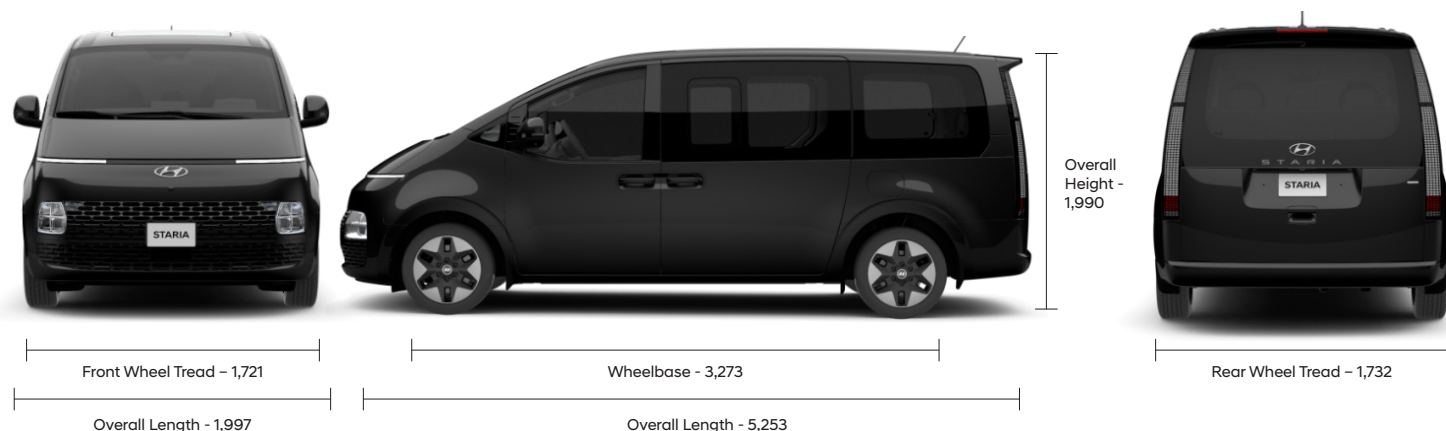 STARIA
STARIA
STARIA
Overall
Height -
1,990
Front Wheel Tread – 1,721
Wheelbase - 3,273
Rear Wheel Tread – 1,732
Overall Length - 1,997
Overall Length - 5,253